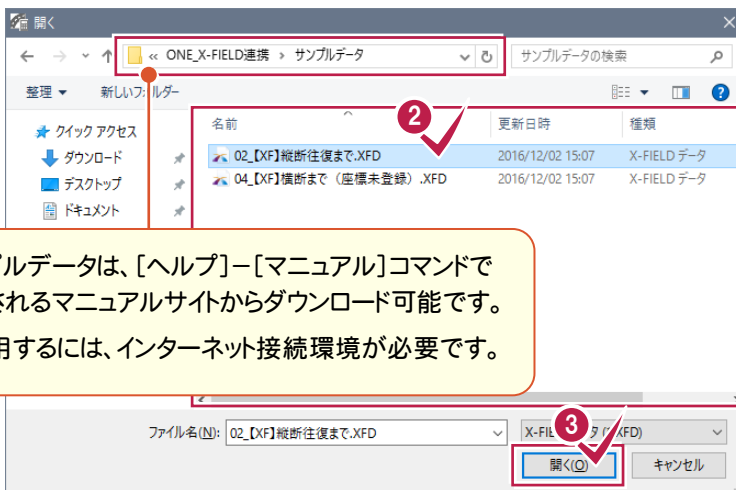 開く
« ONE_X-FIELD連携 › サンプルデータ
サンプルデータの検索
整理 新しいフォルダー
クイック アクセス
ダウンロード
デスクトップ
ドキュメント
名前 更新日時 種類
2
02_【XF】縦断往復まで.XFD 2016/12/02 15:07 X-FIELD データ
04_【XF】横断まで（座標未登録）.XFD 2016/12/02 15:07 X-FIELD データ
プルデータは、[ヘルプ]－[マニュアル]コマンドで
されるマニュアルサイトからダウンロード可能です。
用するには、インターネット接続環境が必要です。
ファイル名(N): 02_【XF】縦断往復まで.XFD
3
開く(O) キャンセル